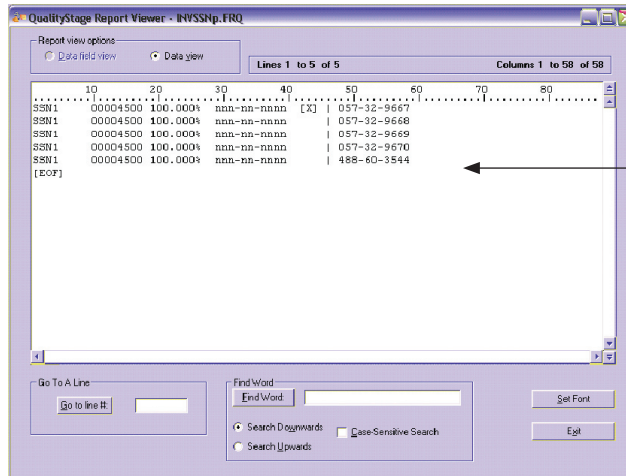 QualityStage Report Viewer - INVSSNp.FRQ
Report view options
Data field view
Data view
Lines 1 to 5 of 5
Columns 1 to 58 of 58
10 20 30 40 50 60 70 80
SSN1 00004500 100.000% nnn-nn-nnnn [X] | 057-32-9667
SSN1 00004500 100.000% nnn-nn-nnnn | 057-32-9668
SSN1 00004500 100.000% nnn-nn-nnnn | 057-32-9669
SSN1 00004500 100.000% nnn-nn-nnnn | 057-32-9670
SSN1 00004500 100.000% nnn-nn-nnnn | 488-60-3544
[EOF]
Go To A Line
Go to line #:
Find Word
Find Word:
Search Downwards
Case-Sensitive Search
Search Upwards
Set Font
Exit